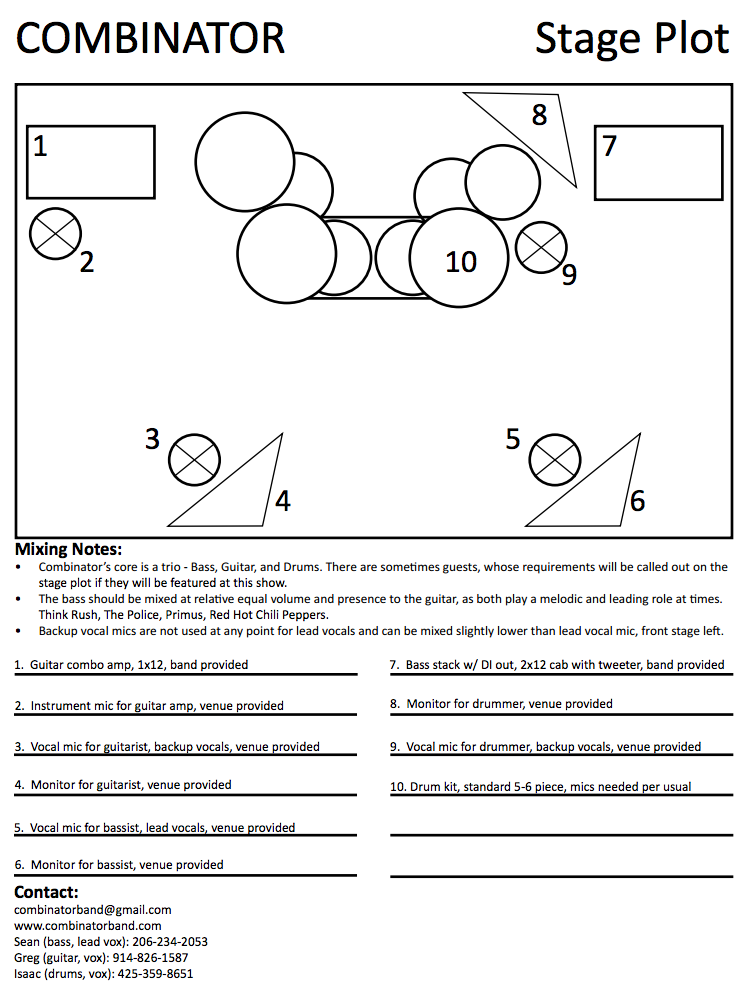 COMBINATOR Stage Plot
8
1
7
2
10
9
3
5
4
6
Mixing Notes:
• Combinator’s core is a trio - Bass, Guitar, and Drums. There are sometimes guests, whose requirements will be called out on the
stage plot if they will be featured at this show.
• The bass should be mixed at relative equal volume and presence to the guitar, as both play a melodic and leading role at times.
Think Rush, The Police, Primus, Red Hot Chili Peppers.
• Backup vocal mics are not used at any point for lead vocals and can be mixed slightly lower than lead vocal mic, front stage left.
1. Guitar combo amp, 1x12, band provided
2. Instrument mic for guitar amp, venue provided
3. Vocal mic for guitarist, backup vocals, venue provided
4. Monitor for guitarist, venue provided
5. Vocal mic for bassist, lead vocals, venue provided
6. Monitor for bassist, venue provided
7. Bass stack w/ DI out, 2x12 cab with tweeter, band provided
8. Monitor for drummer, venue provided
9. Vocal mic for drummer, backup vocals, venue provided
10. Drum kit, standard 5-6 piece, mics needed per usual
Contact:
combinatorband@gmail.com
www.combinatorband.com
Sean (bass, lead vox): 206-234-2053
Greg (guitar, vox): 914-826-1587
Isaac (drums, vox): 425-359-8651